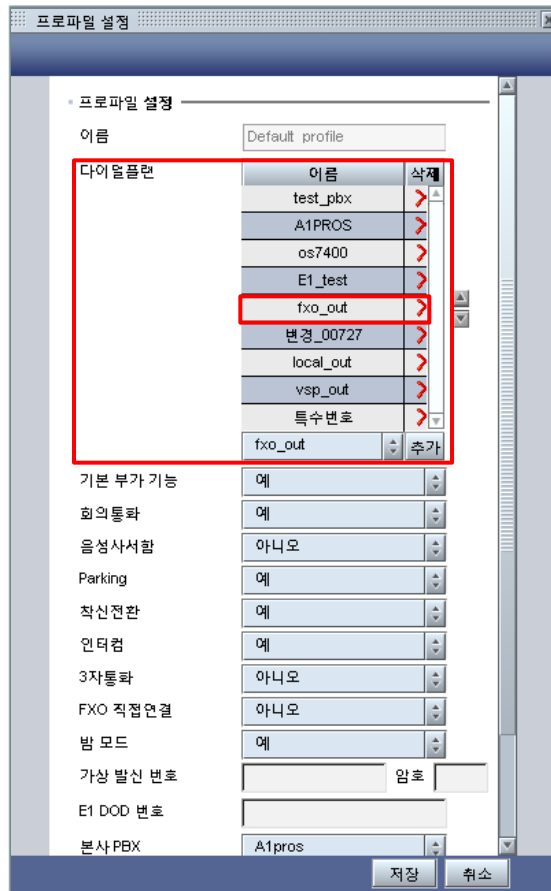 프로파일 설정
프로파일 설정
이름 Default profile
다이얼플랜 이름 삭제
test_pbx
A1PROS
os7400
E1_test
fxo_out
변경_00727
local_out
vsp_out
특수번호
fxo_out 추가
기본 부가 기능 예
회의통화 예
음성사서함 아니오
Parking 예
착신전환 예
인터컴 예
3자통화 아니오
FXO 직접연결 아니오
밤 모드 예
가상 발신 번호 암호
E1 DOD 번호
본사 PBX A1pros
저장 취소